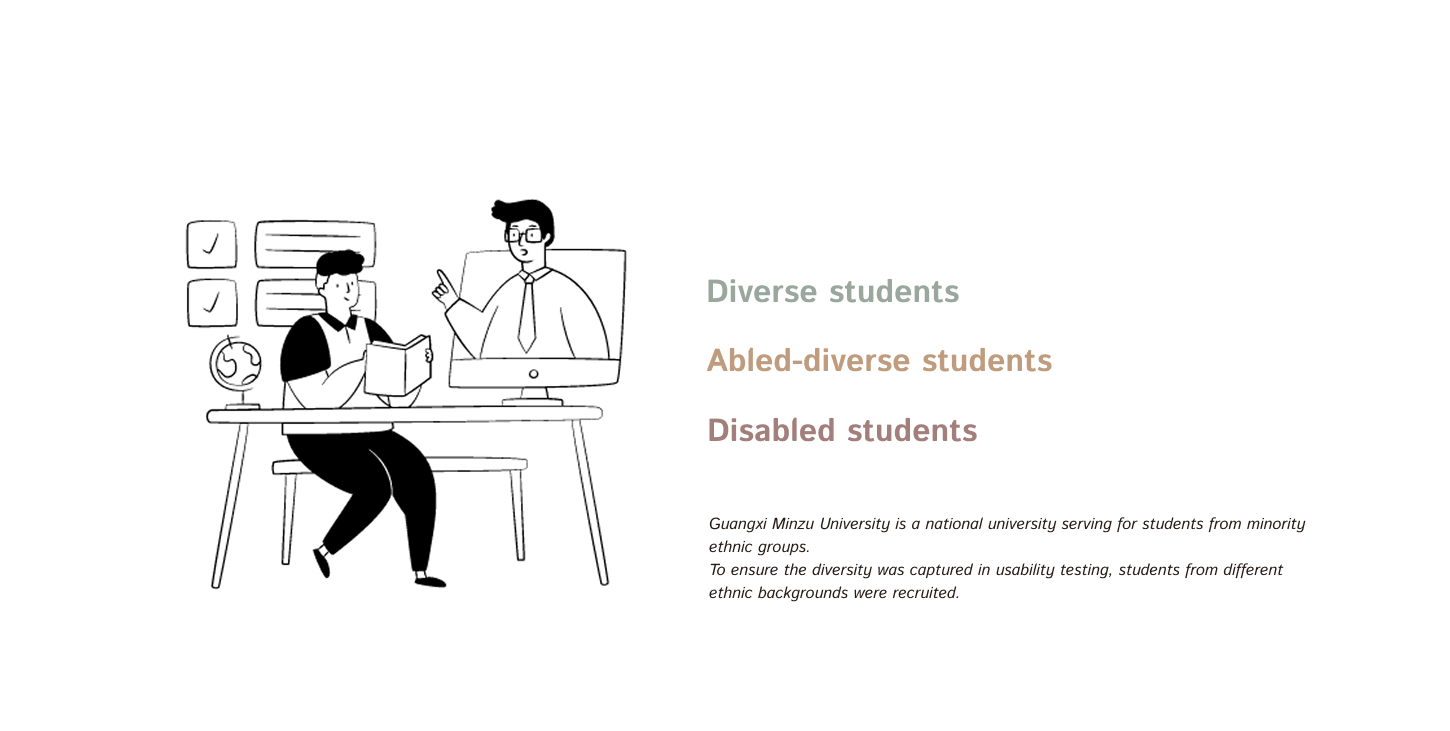 Diverse students
Abled-diverse students
Disabled students
Guangxi Minzu University is a national university serving for students from minority
ethnic groups.
To ensure the diversity was captured in usability testing, students from different
ethnic backgrounds were recruited.